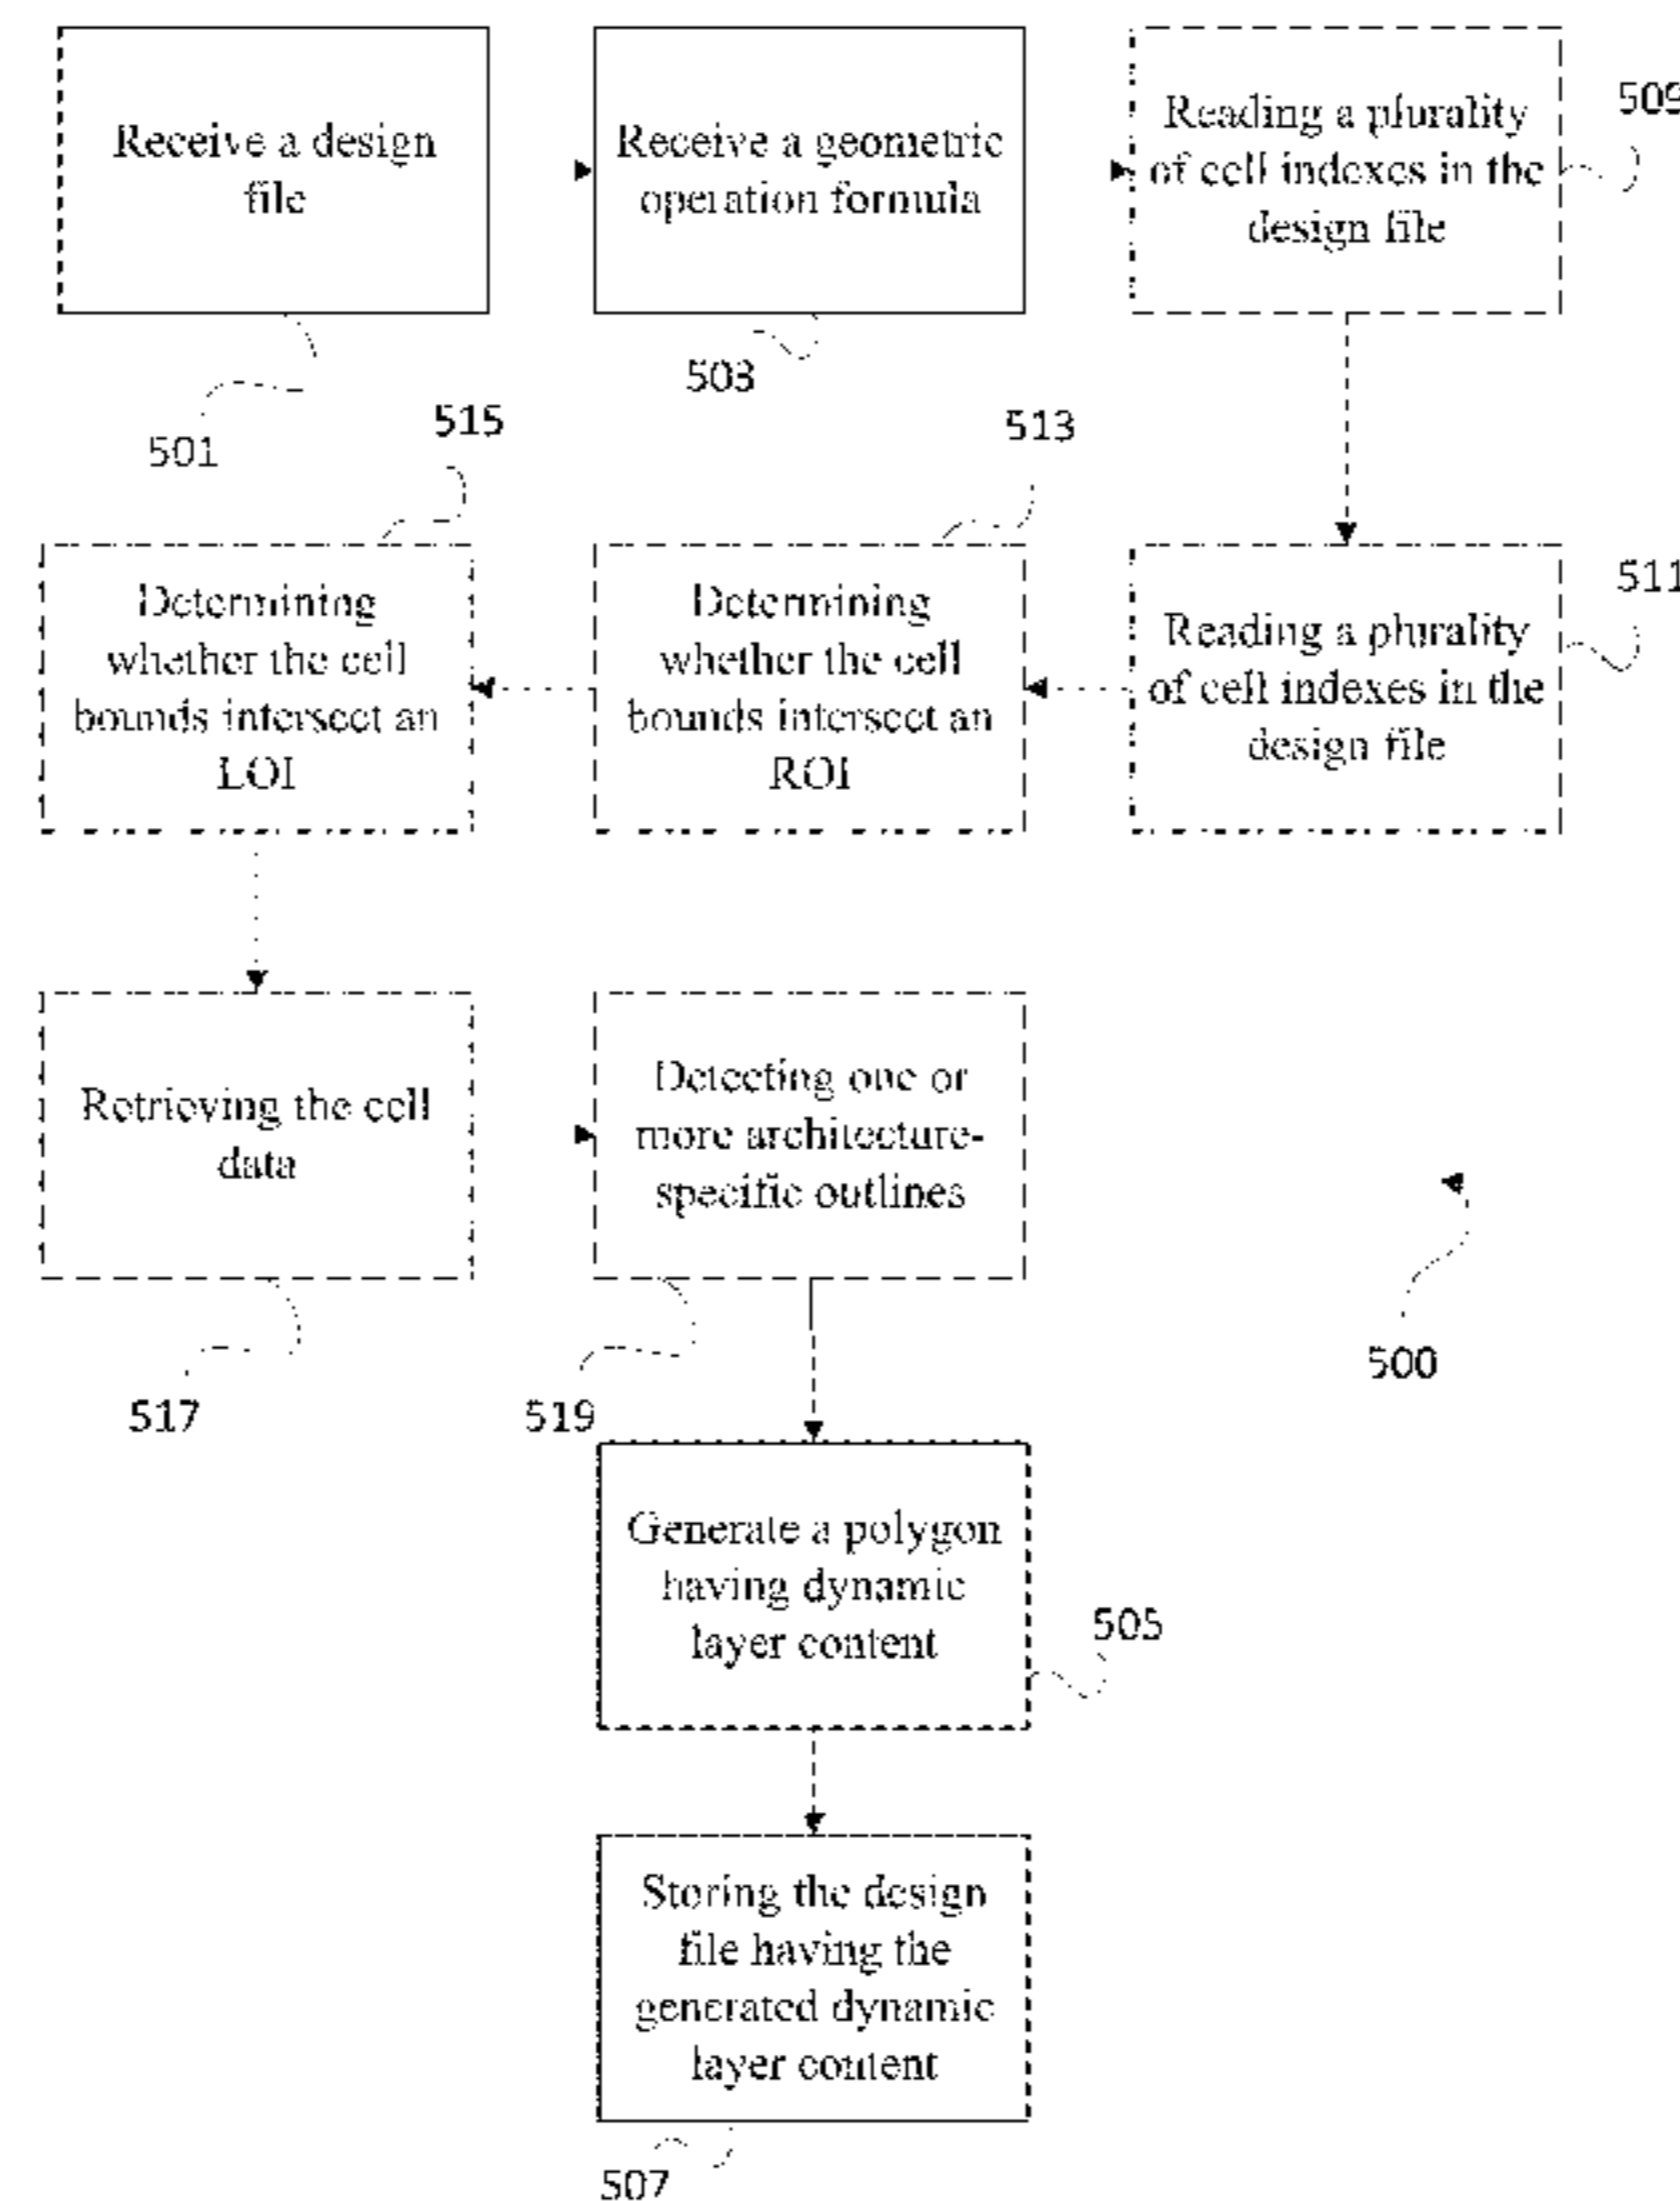 Receive a design
file
501
Receive a geometric
operation formula
503
Reading a plurality
of cell indexes in the
design file
509
Reading a plurality
of cell indexes in the
design file
511
Determining
whether the cell
bounds intersect an
ROI
513
Determining
whether the cell
bounds intersect an
LOI
515
Retrieving the cell
data
517
Detecting one or
more architecture-
specific outlines
519
500
Generate a polygon
having dynamic
layer content
505
Storing the design
file having the
generated dynamic
layer content
507